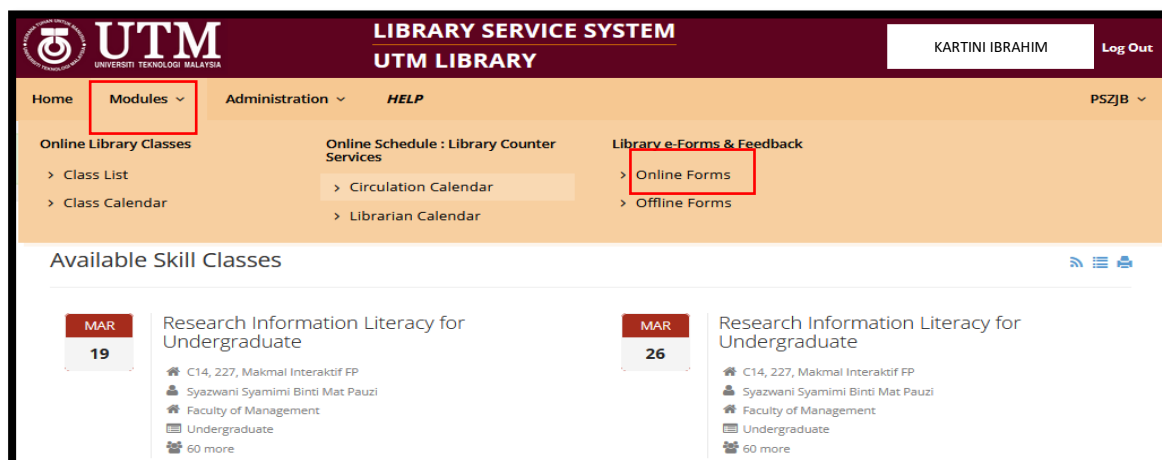 UTM
UNIVERSITI TEKNOLOGI MALAYSIA
LIBRARY SERVICE SYSTEM
UTM LIBRARY
KARTINI IBRAHIM
Log Out
Home Modules Administration HELP PSZJB
Online Library Classes
> Class List
> Class Calendar
Online Schedule : Library Counter
Services
> Circulation Calendar
> Librarian Calendar
Library e-Forms & Feedback
> Online Forms
> Offline Forms
Available Skill Classes
MAR
19
Research Information Literacy for
Undergraduate
C14, 227, Makmal Interaktif FP
Syazwani Syamimi Binti Mat Pauzi
Faculty of Management
Undergraduate
60 more
MAR
26
Research Information Literacy for
Undergraduate
C14, 227, Makmal Interaktif FP
Syazwani Syamimi Binti Mat Pauzi
Faculty of Management
Undergraduate
60 more